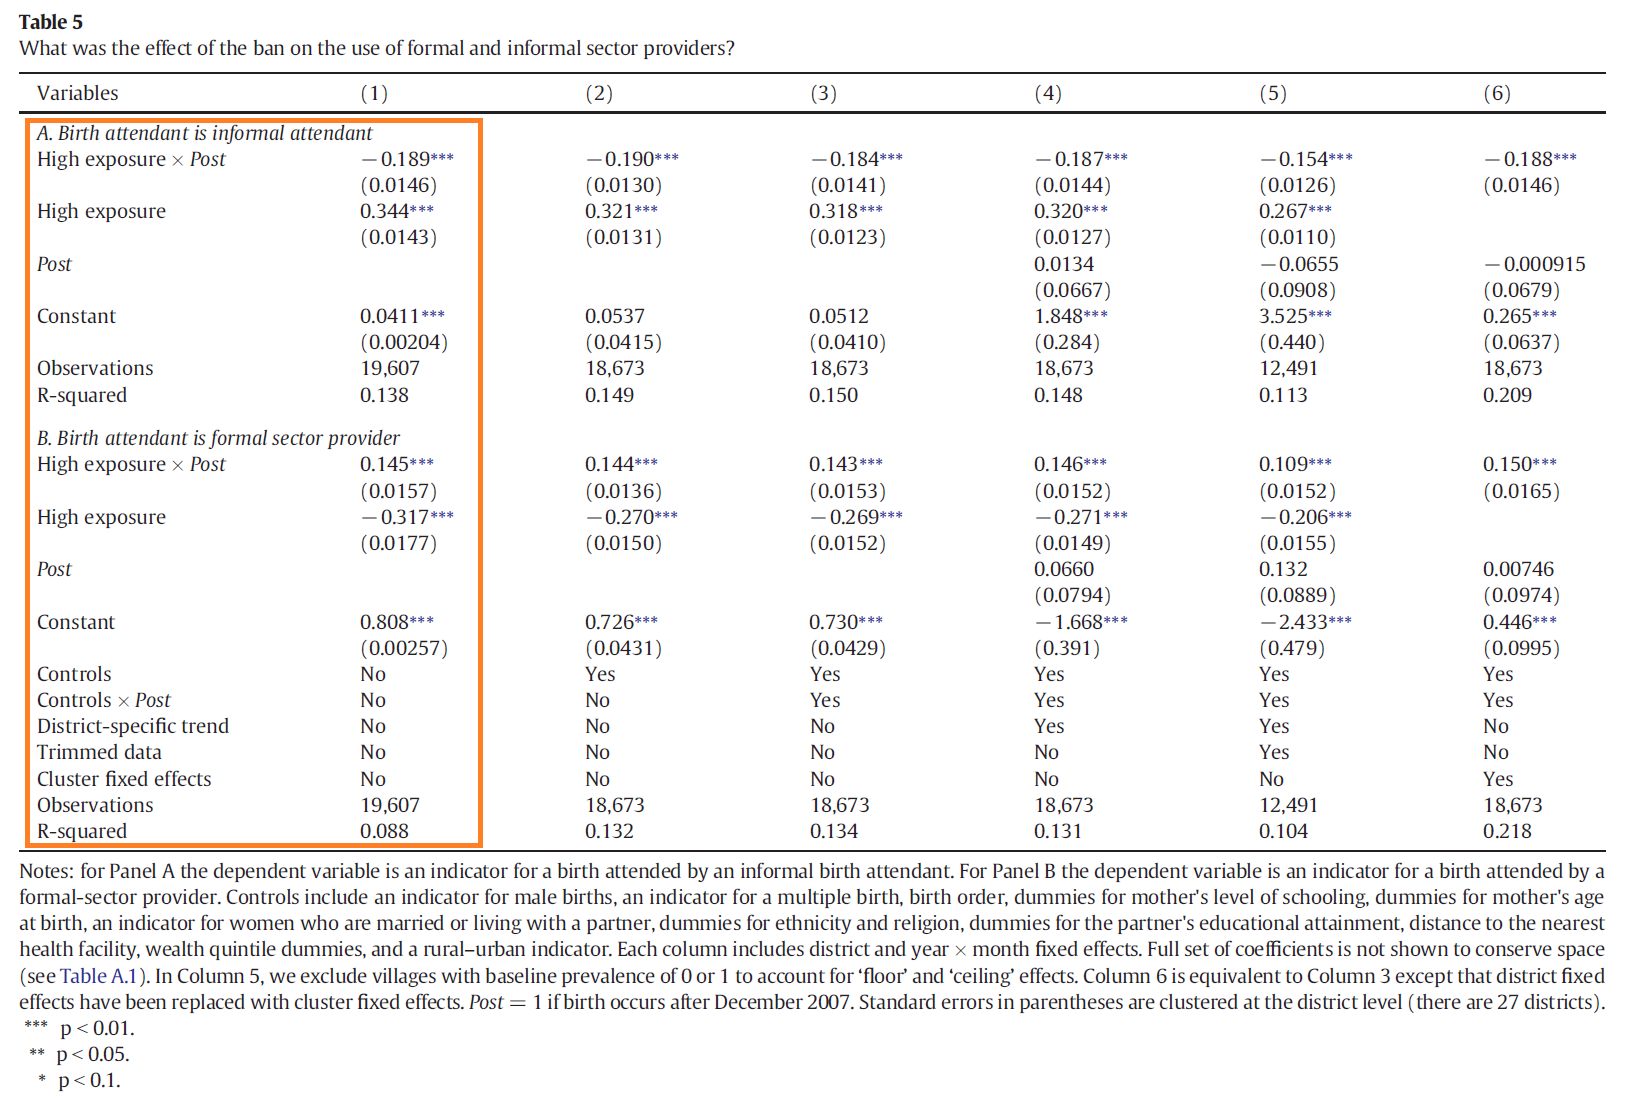 Table 5
What was the effect of the ban on the use of formal and informal sector providers?
Variables (1) (2) (3) (4) (5) (6)
A. Birth attendant is informal attendant
High exposure × Post −0.189*** −0.190*** −0.184*** −0.187*** −0.154*** −0.188***
(0.0146) (0.0130) (0.0141) (0.0144) (0.0126) (0.0146)
High exposure 0.344*** 0.321*** 0.318*** 0.320*** 0.267***
(0.0143) (0.0131) (0.0123) (0.0127) (0.0110)
Post 0.0134 −0.0655 −0.000915
(0.0667) (0.0908) (0.0679)
Constant 0.0411*** 0.0537 0.0512 1.848*** 3.525*** 0.265***
(0.00204) (0.0415) (0.0410) (0.284) (0.440) (0.0637)
Observations 19,607 18,673 18,673 18,673 12,491 18,673
R-squared 0.138 0.149 0.150 0.148 0.113 0.209
B. Birth attendant is formal sector provider
High exposure × Post 0.145*** 0.144*** 0.143*** 0.146*** 0.109*** 0.150***
(0.0157) (0.0136) (0.0153) (0.0152) (0.0152) (0.0165)
High exposure −0.317*** −0.270*** −0.269*** −0.271*** −0.206***
(0.0177) (0.0150) (0.0152) (0.0149) (0.0155)
Post 0.0660 0.132 0.00746
(0.0794) (0.0889) (0.0974)
Constant 0.808*** 0.726*** 0.730*** −1.668*** −2.433*** 0.446***
(0.00257) (0.0431) (0.0429) (0.391) (0.479) (0.0995)
Controls No Yes Yes Yes Yes Yes
Controls × Post No No Yes Yes Yes Yes
District-specific trend No No No Yes Yes No
Trimmed data No No No No Yes No
Cluster fixed effects No No No No No Yes
Observations 19,607 18,673 18,673 18,673 12,491 18,673
R-squared 0.088 0.132 0.134 0.131 0.104 0.218
Notes: for Panel A the dependent variable is an indicator for a birth attended by an informal birth attendant. For Panel B the dependent variable is an indicator for a birth attended by a
formal-sector provider. Controls include an indicator for male births, an indicator for a multiple birth, birth order, dummies for mother's level of schooling, dummies for mother's age
at birth, an indicator for women who are married or living with a partner, dummies for ethnicity and religion, dummies for the partner's educational attainment, distance to the nearest
health facility, wealth quintile dummies, and a rural–urban indicator. Each column includes district and year × month fixed effects. Full set of coefficients is not shown to conserve space
(see Table A.1). In Column 5, we exclude villages with baseline prevalence of 0 or 1 to account for ‘floor’ and ‘ceiling’ effects. Column 6 is equivalent to Column 3 except that district fixed
effects have been replaced with cluster fixed effects. Post = 1 if birth occurs after December 2007. Standard errors in parentheses are clustered at the district level (there are 27 districts).
*** p < 0.01.
** p < 0.05.
* p < 0.1.